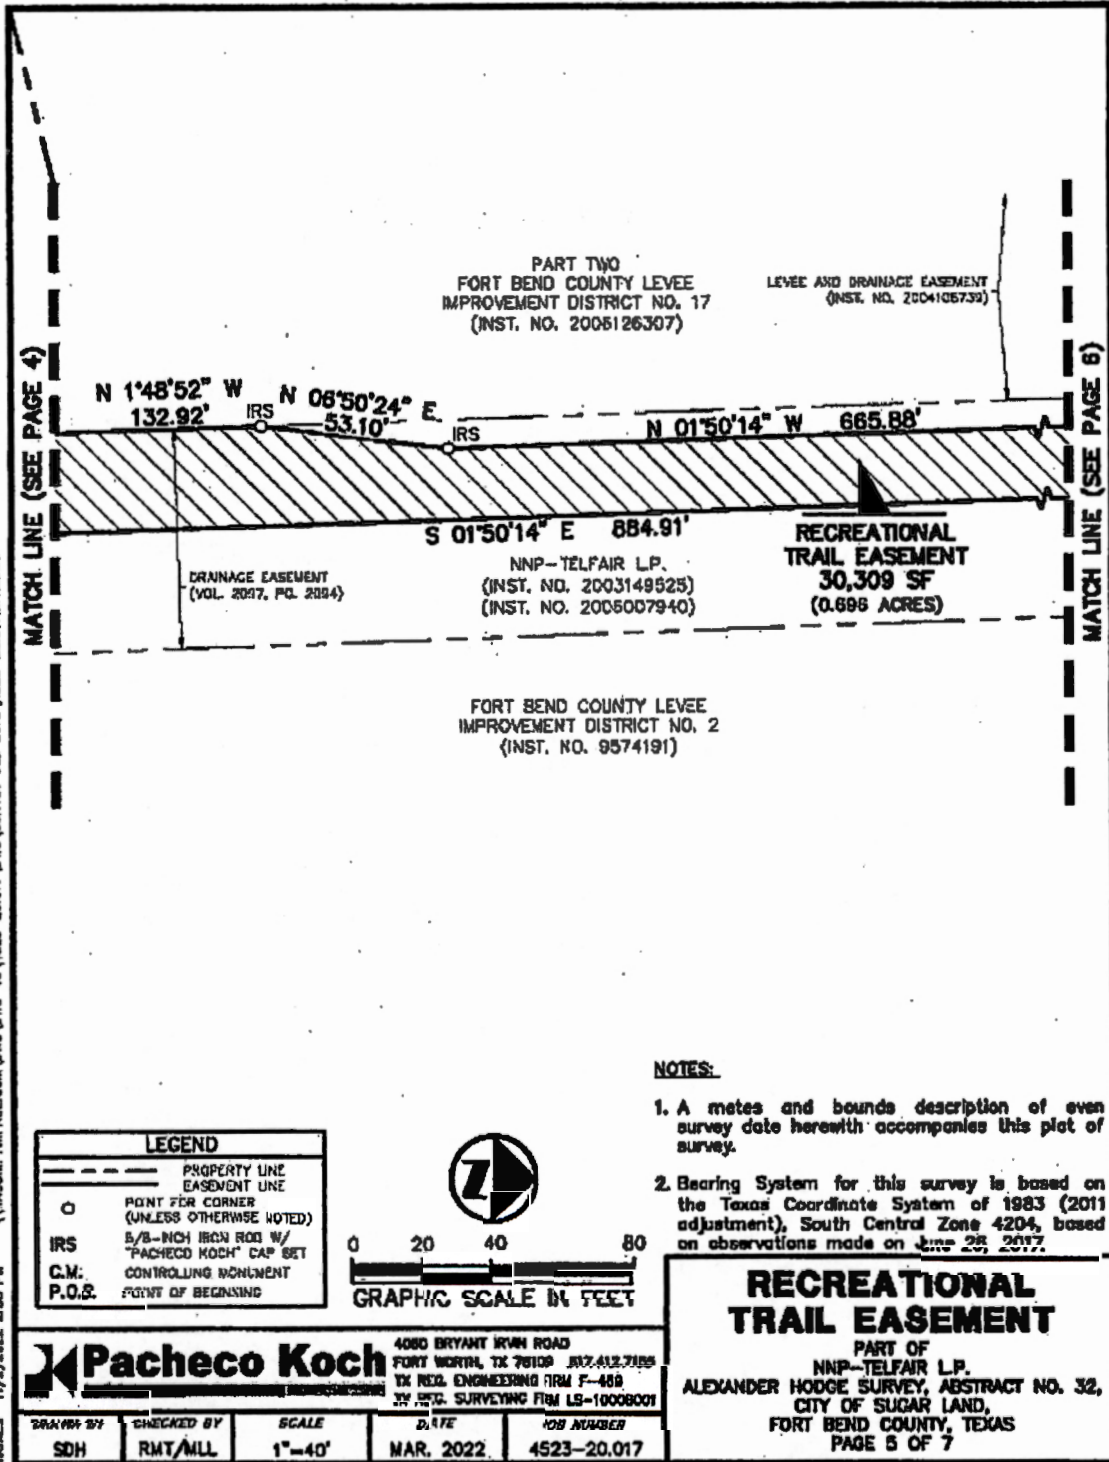 PART TWO
FORT BEND COUNTY LEVEE
IMPROVEMENT DISTRICT NO. 17
(INST. NO. 2005126307)
LEVEE AND DRAINAGE EASEMENT
(INST. NO. 2004106739)
MATCH LINE (SEE PAGE 4)
N 1°48'52" W
132.92'
IRS
N 06°50'24" E
53.10'
IRS
N 01°50'14" W 665.88'
MATCH LINE (SEE PAGE 6)
S 01°50'14" E 884.91'
RECREATIONAL
TRAIL EASEMENT
30,309 SF
(0.696 ACRES)
DRAINAGE EASEMENT
(VOL. 2097, PG. 2094)
NNP-TELFAIR L.P.
(INST. NO. 2003149525)
(INST. NO. 2006007940)
FORT BEND COUNTY LEVEE
IMPROVEMENT DISTRICT NO. 2
(INST. NO. 9574191)
NOTES:
1. A metes and bounds description of even
survey date herewith accompanies this plat of
survey.
2. Bearing System for this survey is based on
the Texas Coordinate System of 1983 (2011
adjustment), South Central Zone 4204, based
on observations made on June 28, 2017.
LEGEND
PROPERTY LINE
EASEMENT LINE
POINT FOR CORNER
(UNLESS OTHERWISE NOTED)
IRS 5/8-INCH IRON ROD W/
"PACHECO KOCH" CAP SET
C.M. CONTROLLING MONUMENT
P.O.B. POINT OF BEGINNING
Z
0 20 40 80
GRAPHIC SCALE IN FEET
Pacheco Koch
4060 BRYANT IRVIN ROAD
FORT WORTH, TX 76109 817.412.7155
TX REG. ENGINEERING FIRM F-469
TX REG. SURVEYING FIRM LS-10008001
DRAWN BY CHECKED BY SCALE DATE JOB NUMBER
SDH RMT/MLL 1"=40' MAR. 2022 4523-20.017
RECREATIONAL
TRAIL EASEMENT
PART OF
NNP-TELFAIR L.P.
ALEXANDER HODGE SURVEY, ABSTRACT NO. 32,
CITY OF SUGAR LAND,
FORT BEND COUNTY, TEXAS
PAGE 5 OF 7